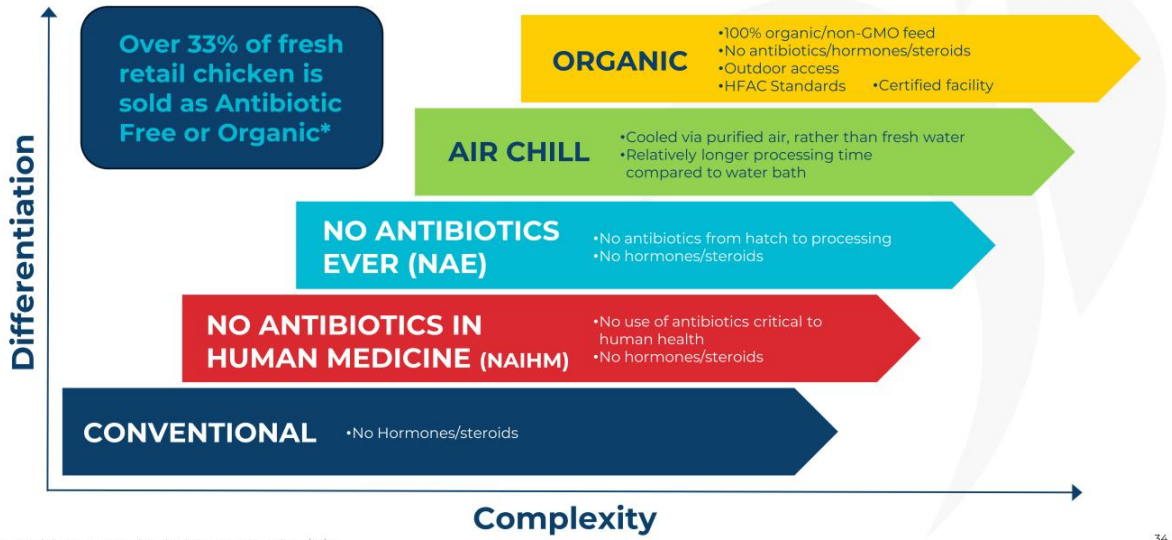 Over 33% of fresh
retail chicken is
sold as Antibiotic
Free or Organic*
ORGANIC
•100% organic/non-GMO feed
•No antibiotics/hormones/steroids
•Outdoor access
•HFAC Standards •Certified facility
AIR CHILL
•Cooled via purified air, rather than fresh water
•Relatively longer processing time
compared to water bath
NO ANTIBIOTICS
EVER (NAE)
•No antibiotics from hatch to processing
•No hormones/steroids
NO ANTIBIOTICS IN
HUMAN MEDICINE (NAIHM)
•No use of antibiotics critical to
human health
•No hormones/steroids
CONVENTIONAL
•No Hormones/steroids
Differentiation
Complexity
34